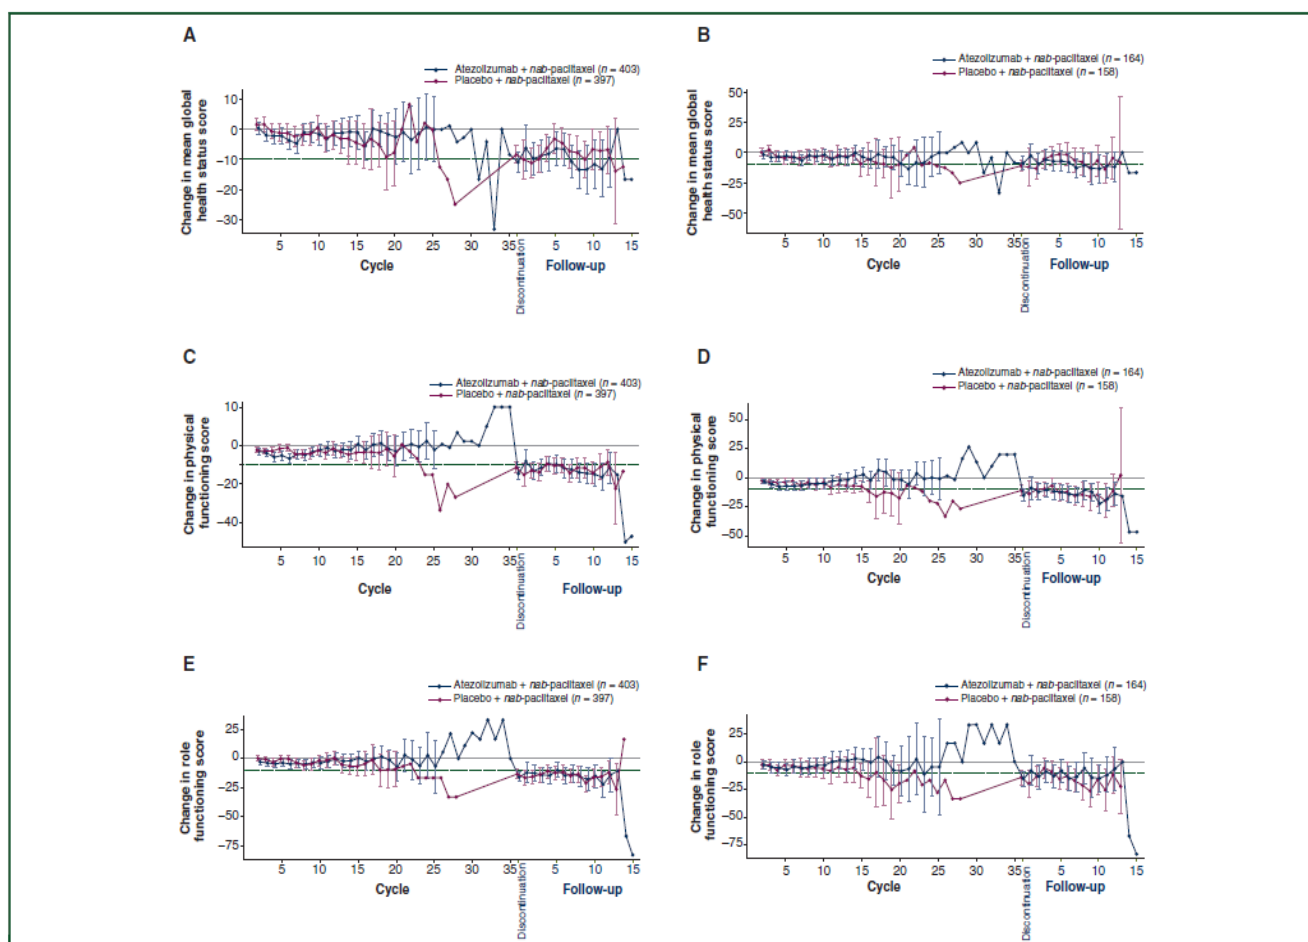 A
Atezolizumab + nab-paclitaxel (n = 403)
Placebo + nab-paclitaxel (n = 397)
Change in mean global
health status score
10
0
−10
−20
−30
5 10 15 20 25 35 5 10 15
Cycle
Discontinuation
Follow-up
B
Atezolizumab + nab-paclitaxel (n = 164)
Placebo + nab-paclitaxel (n = 158)
Change in mean global
health status score
50
25
0
−25
−50
5 10 15 20 25 35 5 10 15
Cycle
Discontinuation
Follow-up
C
Atezolizumab + nab-paclitaxel (n = 403)
Placebo + nab-paclitaxel (n = 397)
Change in physical
functioning score
10
0
−20
−40
5 10 15 20 25 35 5 10 15
Cycle
Discontinuation
Follow-up
D
Atezolizumab + nab-paclitaxel (n = 164)
Placebo + nab-paclitaxel (n = 158)
Change in physical
functioning score
50
25
0
−25
−50
5 10 15 20 25 35 5 10 15
Cycle
Discontinuation
Follow-up
E
Atezolizumab + nab-paclitaxel (n = 403)
Placebo + nab-paclitaxel (n = 397)
Change in role
functioning score
25
0
−25
−50
−75
5 10 15 20 25 35 5 10 15
Cycle
Discontinuation
Follow-up
F
Atezolizumab + nab-paclitaxel (n = 164)
Placebo + nab-paclitaxel (n = 158)
Change in role
functioning score
25
0
−25
−50
−75
5 10 15 20 25 35 5 10 15
Cycle
Discontinuation
Follow-up